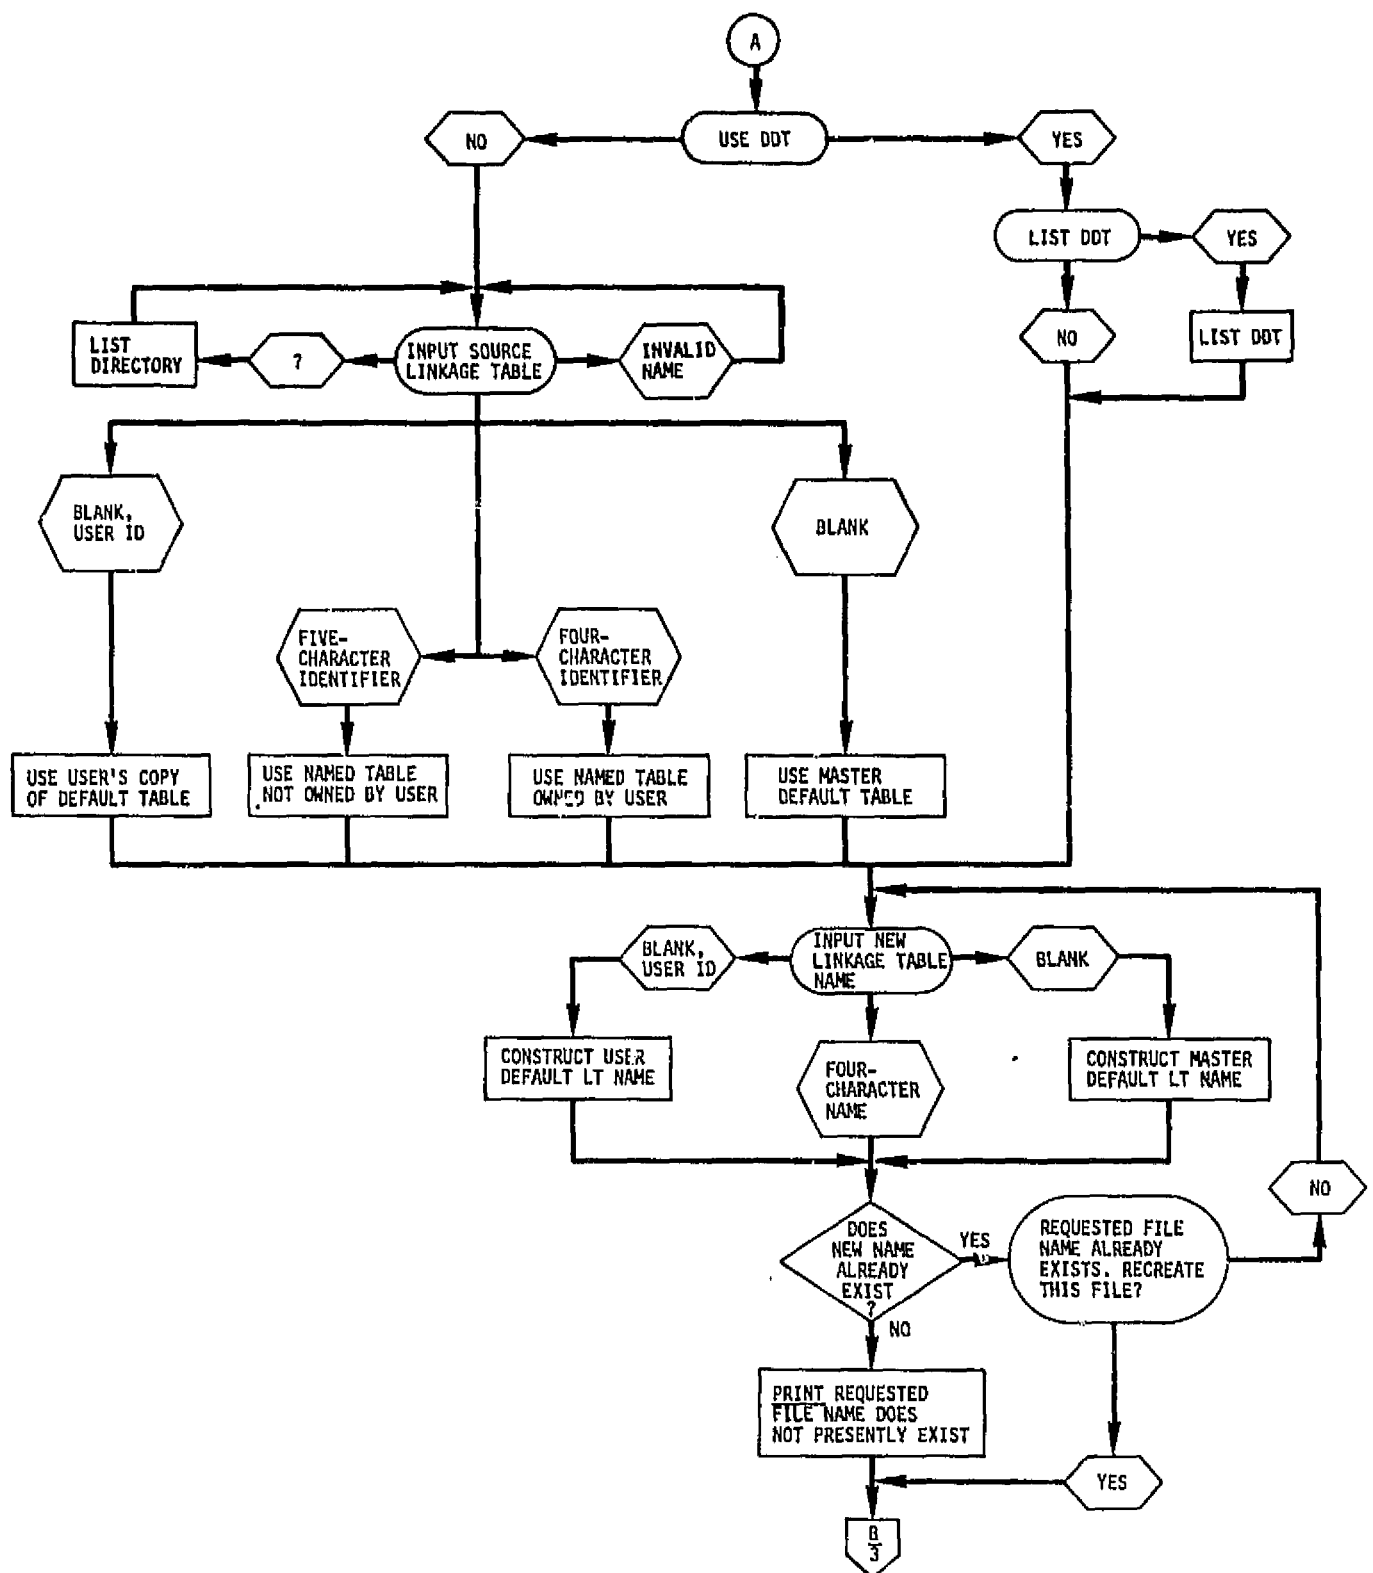 A
NO
USE DDT
YES
LIST DDT
YES
NO
LIST DDT
LIST
DIRECTORY
?
INPUT SOURCE
LINKAGE TABLE
INVALID
NAME
BLANK,
USER ID
BLANK
FIVE-
CHARACTER
IDENTIFIER
FOUR-
CHARACTER
IDENTIFIER
USE USER'S COPY
OF DEFAULT TABLE
USE NAMED TABLE
NOT OWNED BY USER
USE NAMED TABLE
OWNED BY USER
USE MASTER
DEFAULT TABLE
BLANK,
USER ID
INPUT NEW
LINKAGE TABLE
NAME
BLANK
CONSTRUCT USER
DEFAULT LT NAME
FOUR-
CHARACTER
NAME
CONSTRUCT MASTER
DEFAULT LT NAME
NO
DOES
NEW NAME
ALREADY
EXIST
?
YES
REQUESTED FILE
NAME ALREADY
EXISTS. RECREATE
THIS FILE?
NO
PRINT REQUESTED
FILE NAME DOES
NOT PRESENTLY EXIST
YES
B
3